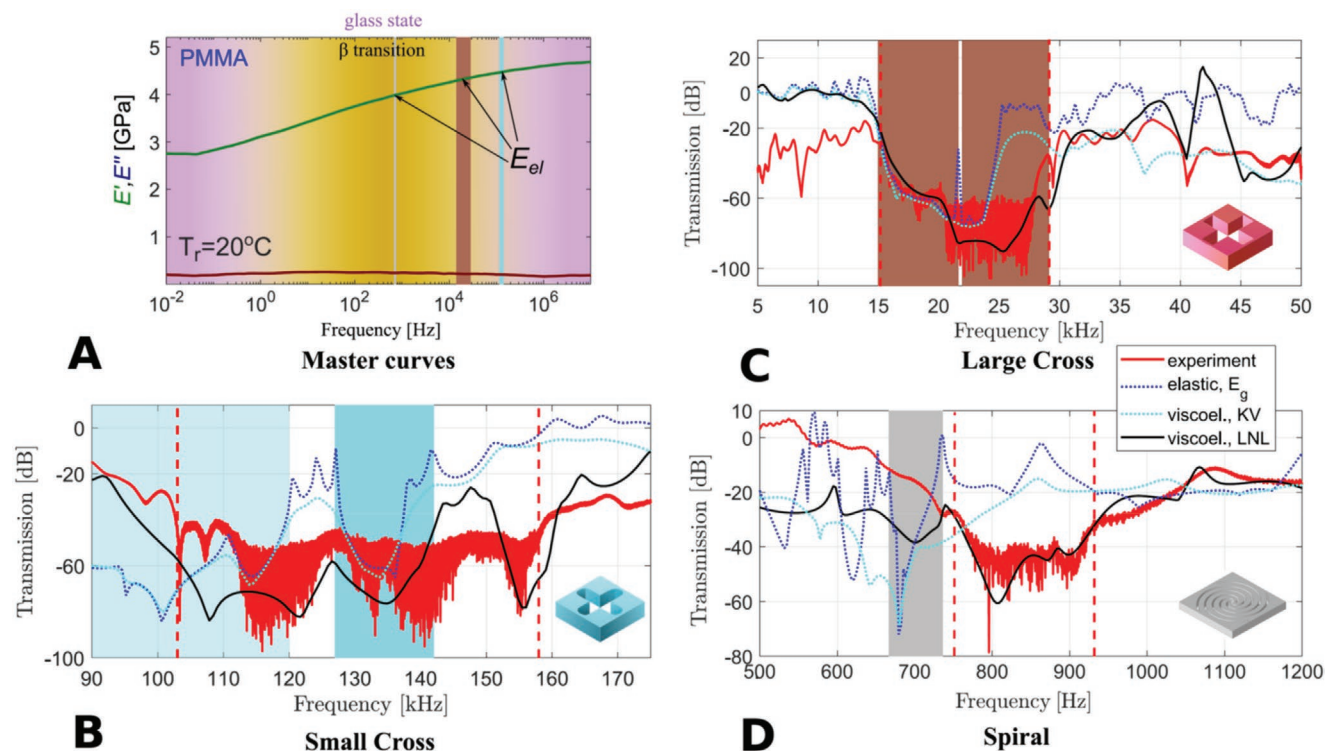 glass state
PMMA
β transition
5
4
3
2
1
E',E'' [GPa]
E_el
T_r=20°C
10^-2
10^0
10^2
10^4
10^6
Frequency [Hz]
A
Master curves
20
0
-20
-60
-100
Transmission [dB]
5
10
15
20
25
30
35
40
45
50
Frequency [kHz]
C
Large Cross
experiment
elastic, E_g
viscoel., KV
viscoel., LNL
0
-20
-60
-100
Transmission [dB]
90
100
110
120
130
140
150
160
170
Frequency [kHz]
B
Small Cross
10
0
-20
-40
-60
-80
Transmission [dB]
500
600
700
800
900
1000
1100
1200
Frequency [Hz]
D
Spiral